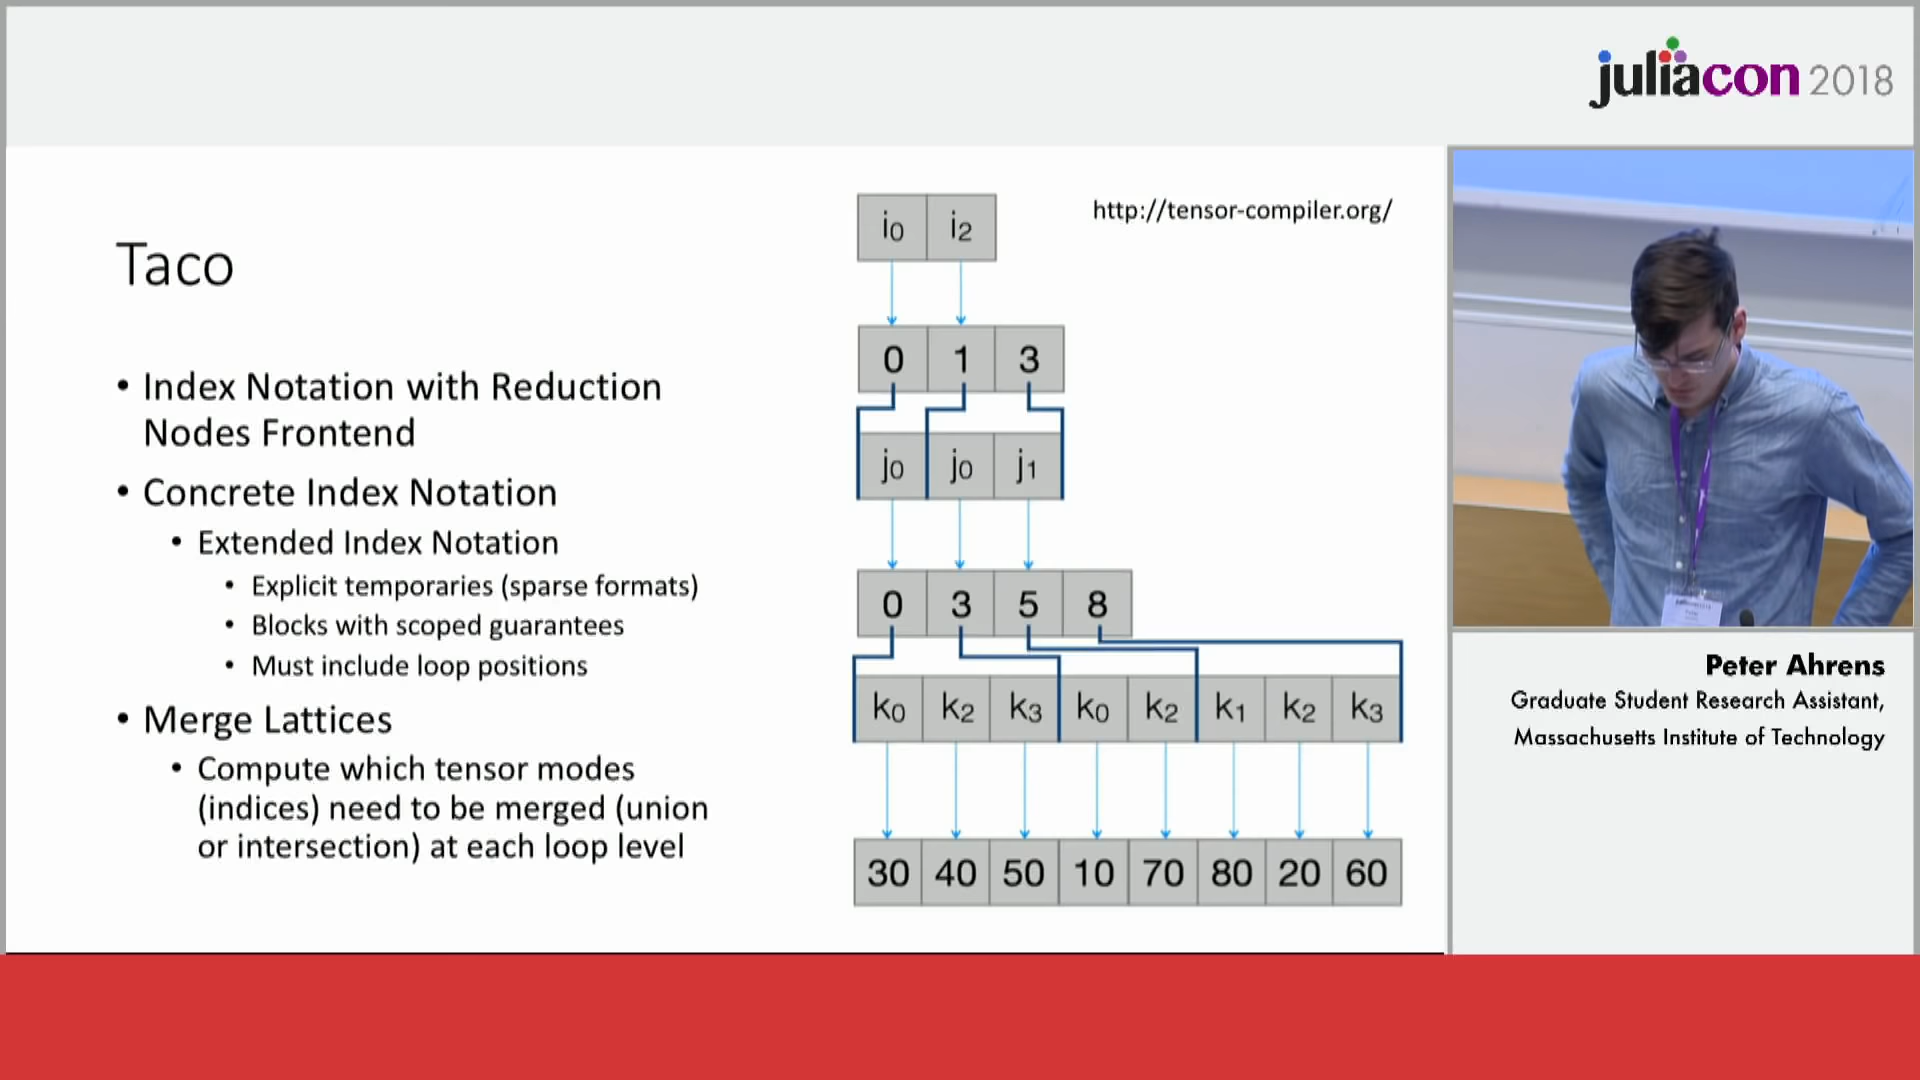 juliacon 2018
http://tensor-compiler.org/
Taco
• Index Notation with Reduction
Nodes Frontend
• Concrete Index Notation
• Extended Index Notation
• Explicit temporaries (sparse formats)
• Blocks with scoped guarantees
• Must include loop positions
• Merge Lattices
• Compute which tensor modes
(indices) need to be merged (union
or intersection) at each loop level
i0 i2
0 1 3
j0 j0 j1
0 3 5 8
k0 k2 k3 k0 k2 k1 k2 k3
30 40 50 10 70 80 20 60
Peter Ahrens
Graduate Student Research Assistant,
Massachusetts Institute of Technology